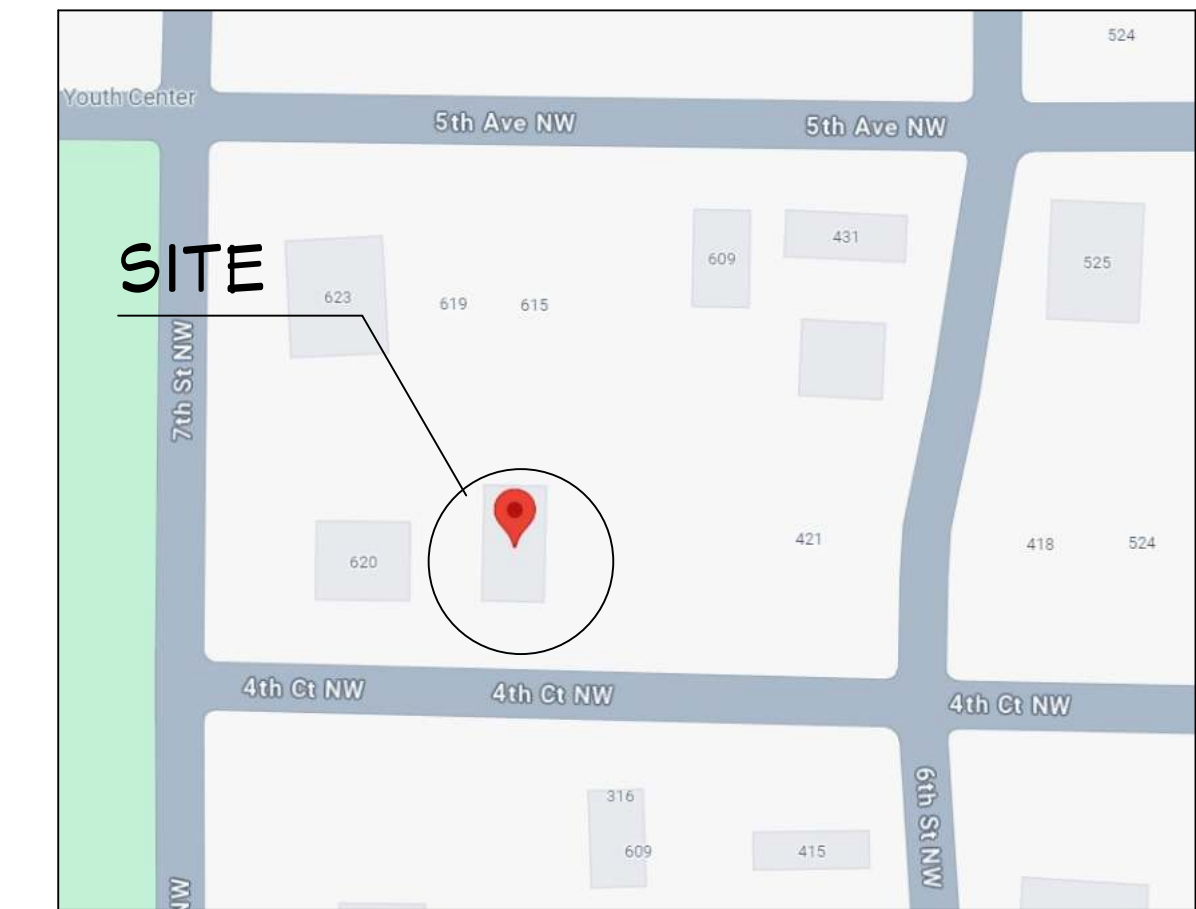 524
Youth Center
5th Ave NW
5th Ave NW
431
609
525
SITE
623
619
615
7th St NW
421
418
524
620
4th Ct NW
4th Ct NW
4th Ct NW
6th St NW
316
609
415
NW